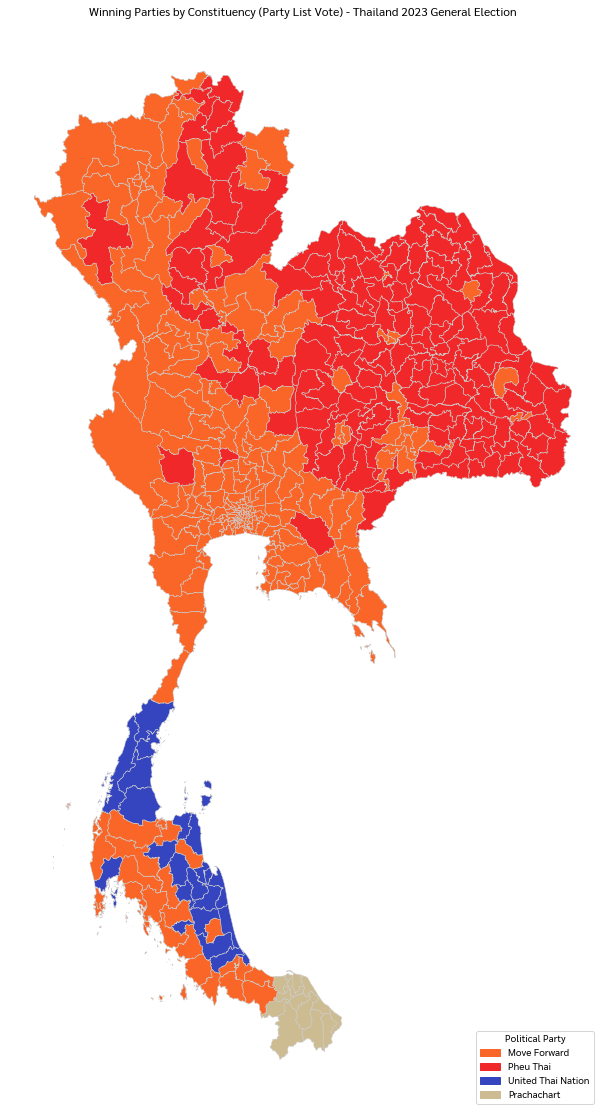 Winning Parties by Constituency (Party List Vote) - Thailand 2023 General Election
Political Party
Move Forward
Pheu Thai
United Thai Nation
Prachachart